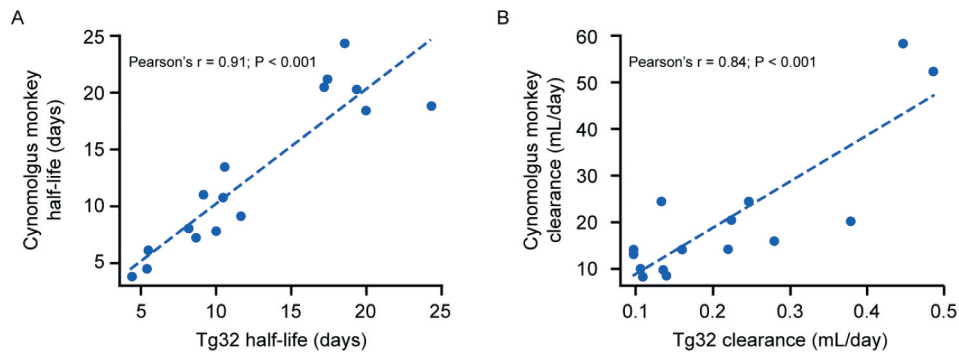 A
Cynomolgus monkey
half-life (days)
25
20
15
10
5
Pearson's r = 0.91; P < 0.001
5
10
15
20
25
Tg32 half-life (days)
B
Cynomolgus monkey
clearance (mL/day)
60
50
40
30
20
10
Pearson's r = 0.84; P < 0.001
0.1
0.2
0.3
0.4
0.5
Tg32 clearance (mL/day)